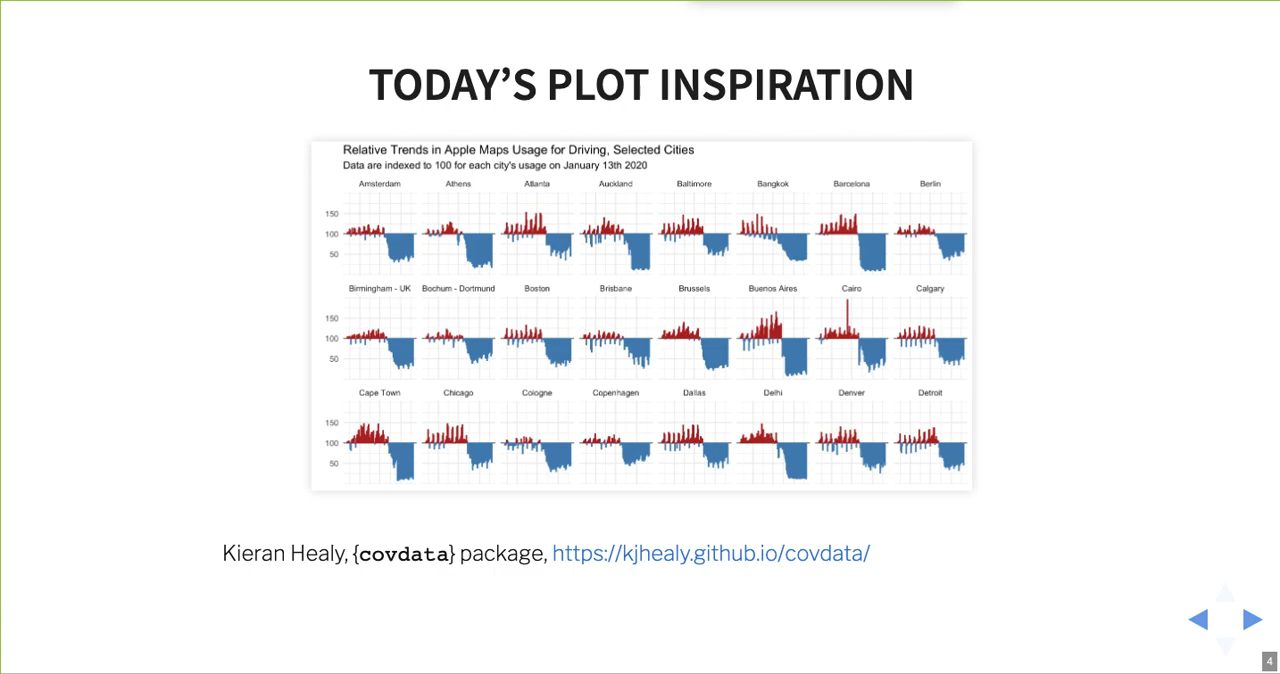 TODAY'S PLOT INSPIRATION
Relative Trends in Apple Maps Usage for Driving, Selected Cities
Data are indexed to 100 for each city's usage on January 13th 2020
Amsterdam Athens Atlanta Auckland Baltimore Bangkok Barcelona Berlin
150
100
50
Birmingham - UK Bochum - Dortmund Boston Brisbane Brussels Buenos Aires Cairo Calgary
150
100
50
Cape Town Chicago Cologne Copenhagen Dallas Delhi Denver Detroit
150
100
50
Kieran Healy, {covdata} package, https://kjhealy.github.io/covdata/
4